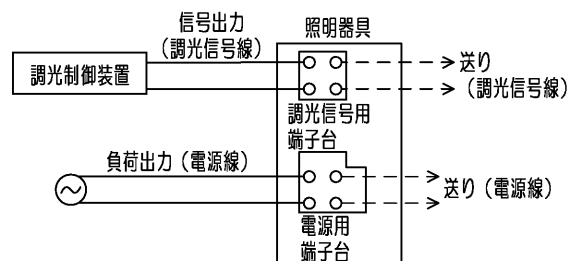 信号出力
（調光信号線）
照明器具
調光制御装置
送り
（調光信号線）
調光信号用
端子台
負荷出力（電源線）
送り（電源線）
電源用
端子台